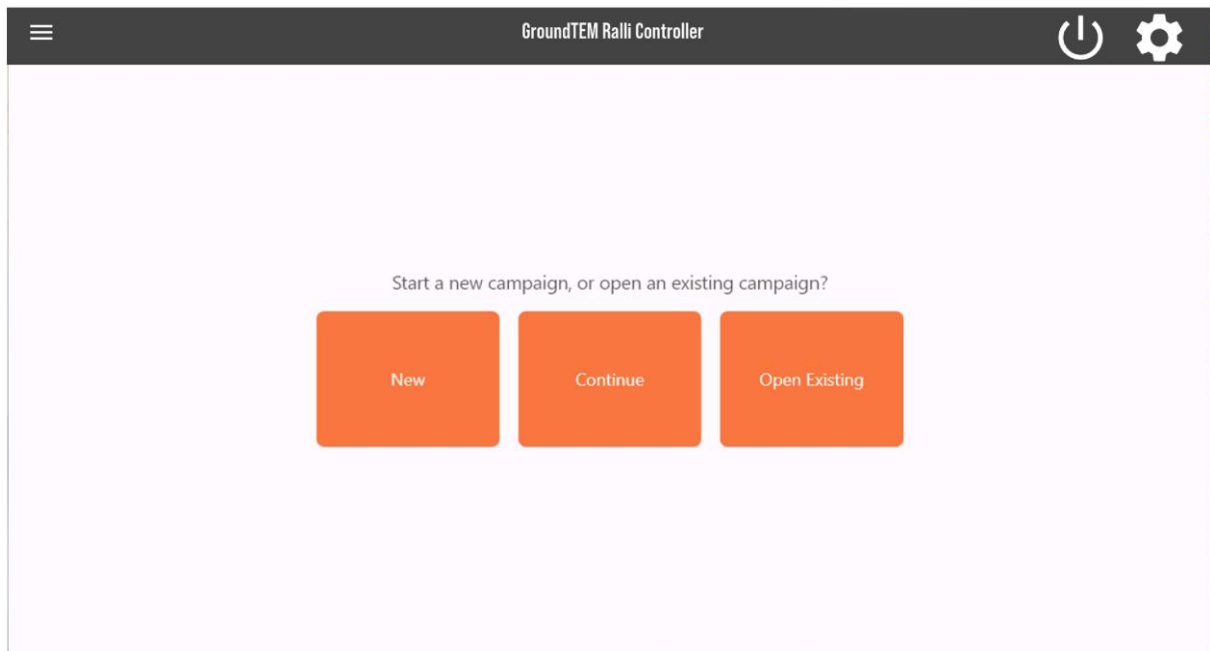 GroundTEM Ralli Controller
Start a new campaign, or open an existing campaign?
New
Continue
Open Existing